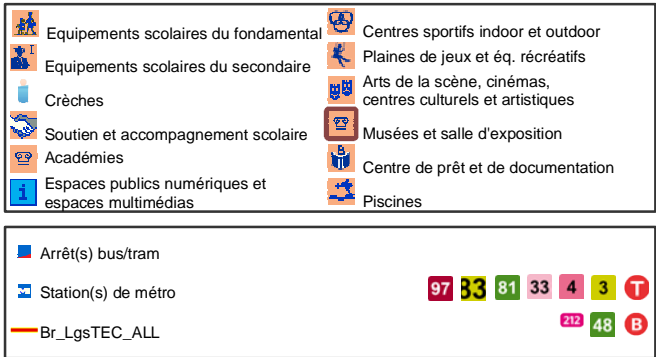 Equipements scolaires du fondamental
I
Equipements scolaires du secondaire
Crèches
Soutien et accompagnement scolaire
Académies
i
Espaces publics numériques et
espaces multimédias
Centres sportifs indoor et outdoor
Plaines de jeux et éq. récréatifs
Arts de la scène, cinémas,
centres culturels et artistiques
Musées et salle d'exposition
B
Centre de prêt et de documentation
Piscines
Arrêt(s) bus/tram
Station(s) de métro
97 83 81 33 4 3 T
212 48 B
Br_LgsTEC_ALL